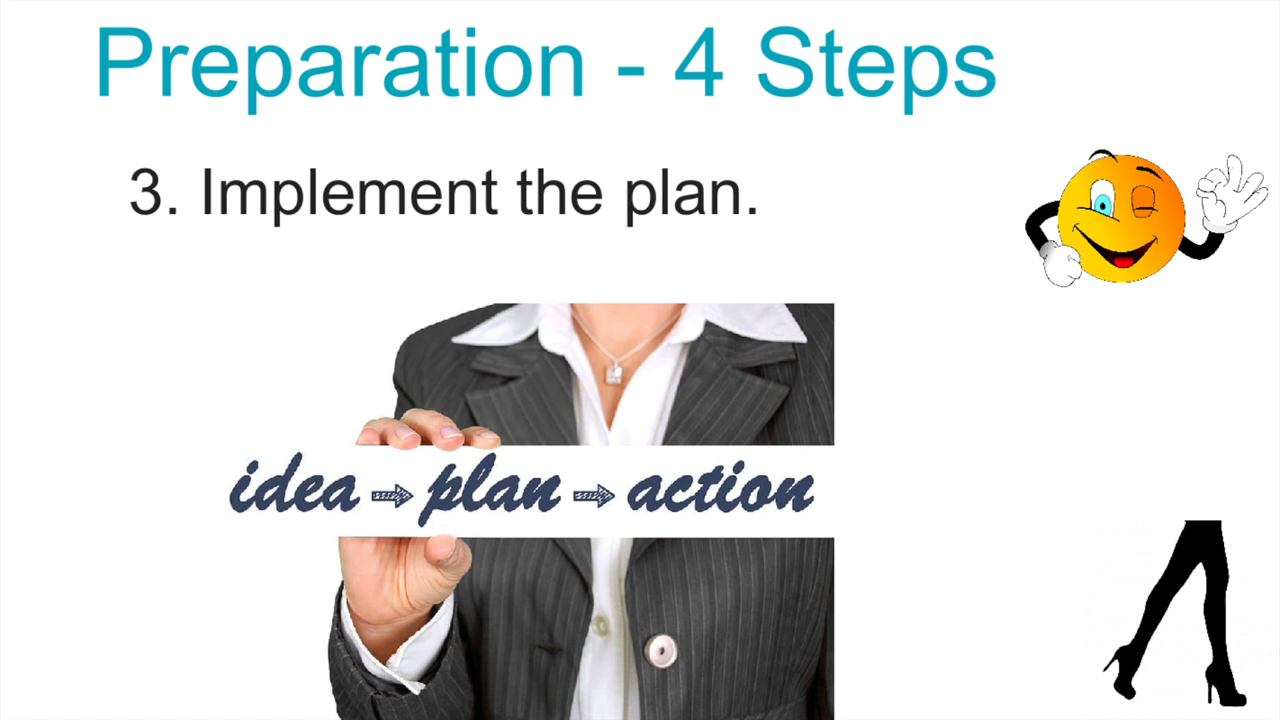 Preparation - 4 Steps
3. Implement the plan.
idea ⇒ plan ⇒ action